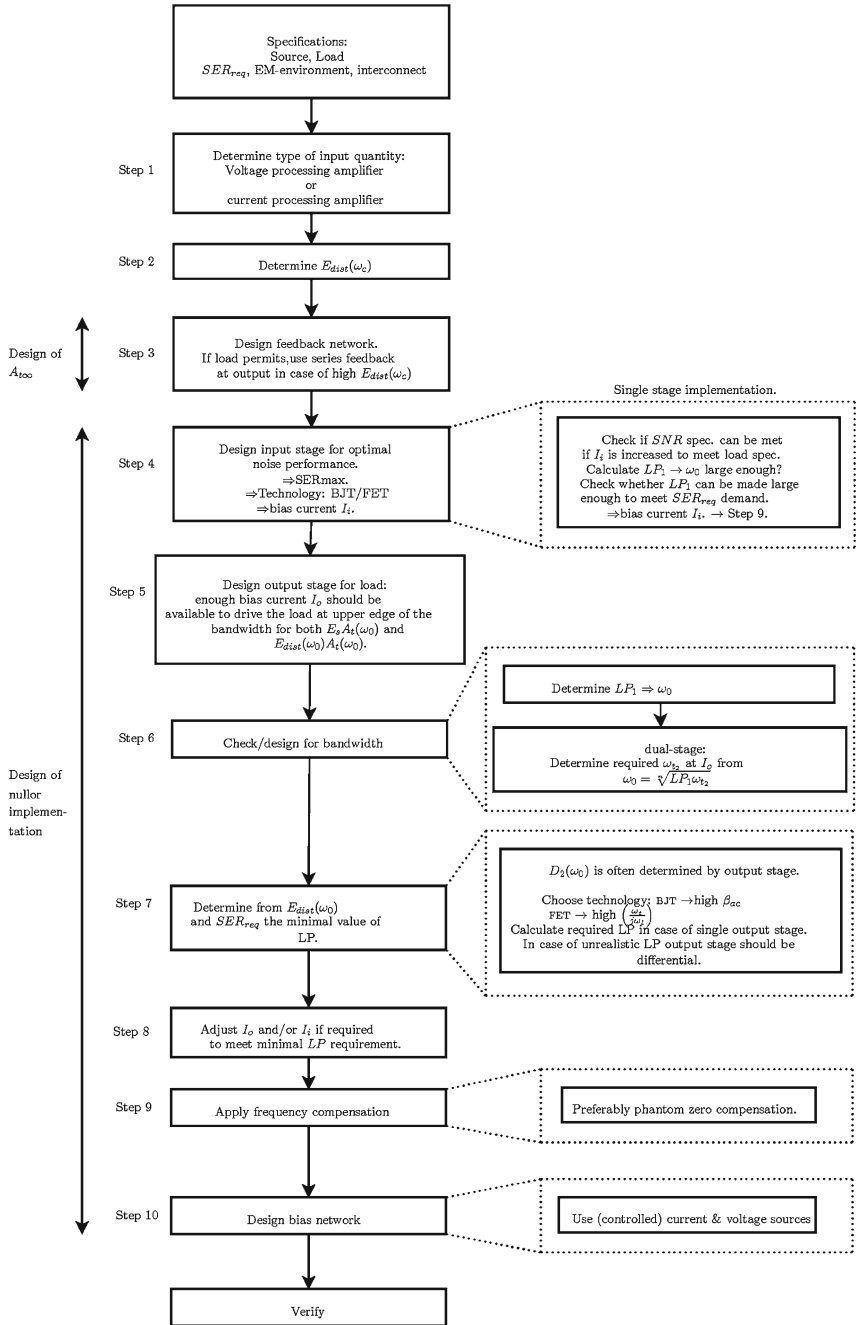 Specifications:
Source, Load
SER_req, EM-environment, interconnect
Step 1
Determine type of input quantity:
Voltage processing amplifier
or
current processing amplifier
Step 2
Determine E_dist(ω_c)
Design of
A_t∞
Step 3
Design feedback network.
If load permits,use series feedback
at output in case of high E_dist(ω_c)
Step 4
Design input stage for optimal
noise performance.
⇒SERmax.
⇒Technology: BJT/FET
⇒bias current I_i.
Single stage implementation.
Check if SNR spec. can be met
if I_i is increased to meet load spec.
Calculate LP_1 → ω_0 large enough?
Check whether LP_1 can be made large
enough to meet SER_req demand.
⇒bias current I_i. → Step 9.
Step 5
Design output stage for load:
enough bias current I_o should be
available to drive the load at upper edge of the
bandwidth for both E_sA_t(ω_0) and
E_dist(ω_0)A_t(ω_0).
Step 6
Check/design for bandwidth
Determine LP_1 ⇒ ω_0
dual-stage:
Determine required ω_t2 at I_o from
ω_0 = ⁿ√(LP_1ω_t2)
Design of
nullor
implemen-
tation
Step 7
Determine from E_dist(ω_0)
and SER_req the minimal value of
LP.
D_2(ω_0) is often determined by output stage.
Choose technology: BJT →high β_ac
FET → high (ω_t/jω_l)
Calculate required LP in case of single output stage.
In case of unrealistic LP output stage should be
differential.
Step 8
Adjust I_o and/or I_i if required
to meet minimal LP requirement.
Step 9
Apply frequency compensation
Preferably phantom zero compensation.
Step 10
Design bias network
Use (controlled) current & voltage sources
Verify